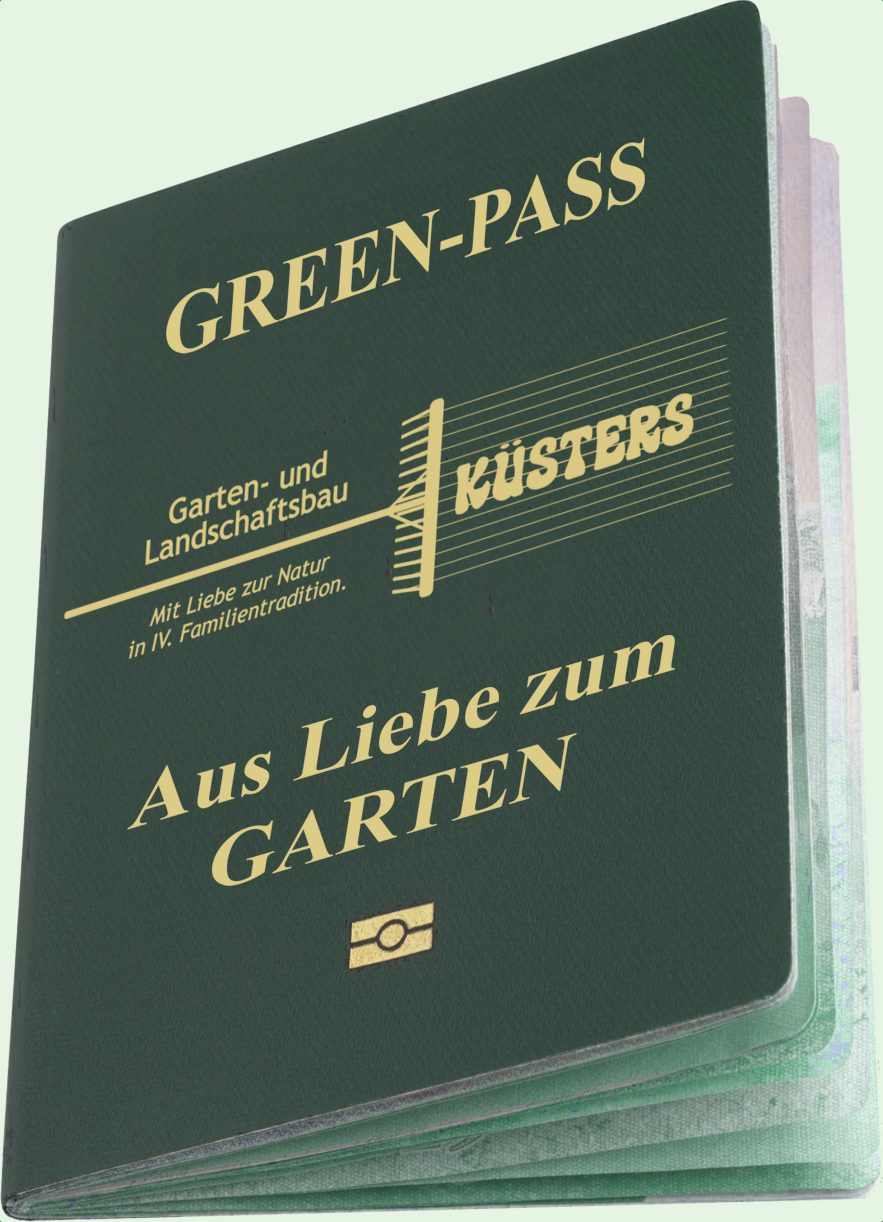 GREEN-PASS
Garten- und
Landschaftsbau
KÜSTERS
Mit Liebe zur Natur
in IV. Familientradition.
Aus Liebe zum
GARTEN